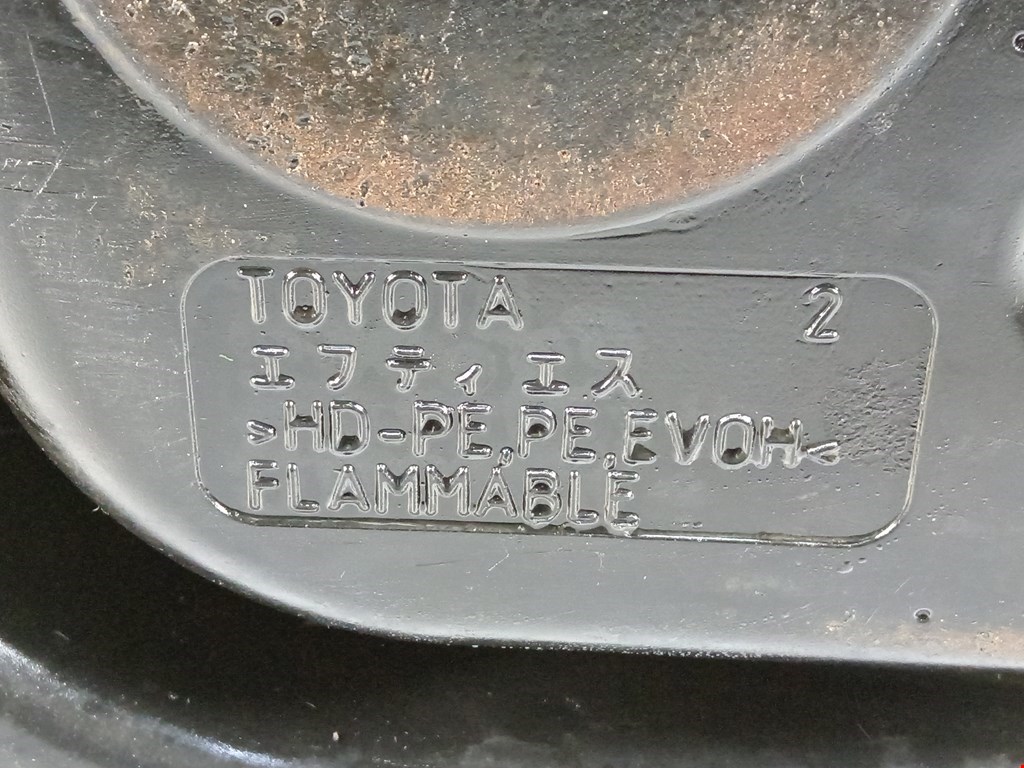 TOYOTA 2
エフティエス
>HD-PE,PE,EVOH<
FLAMMABLE